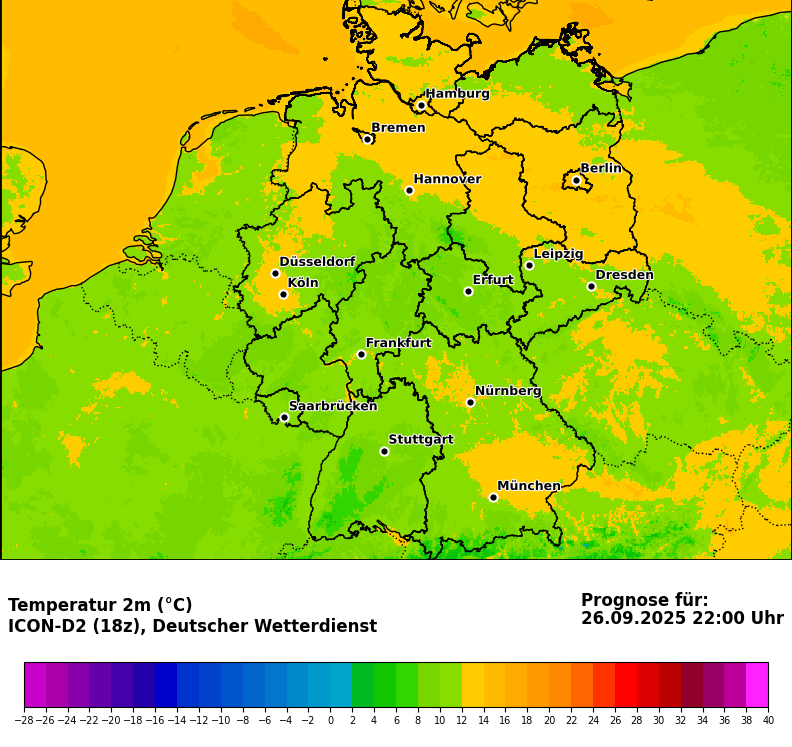 Hamburg
Bremen
Berlin
Hannover
Leipzig
Düsseldorf
Dresden
Erfurt
Köln
Frankfurt
Nürnberg
Saarbrücken
Stuttgart
München
Temperatur 2m (°C)
ICON-D2 (18z), Deutscher Wetterdienst
Prognose für:
26.09.2025 22:00 Uhr
−28 −26 −24 −22 −20 −18 −16 −14 −12 −10 −8 −6 −4 −2 0 2 4 6 8 10 12 14 16 18 20 22 24 26 28 30 32 34 36 38 40